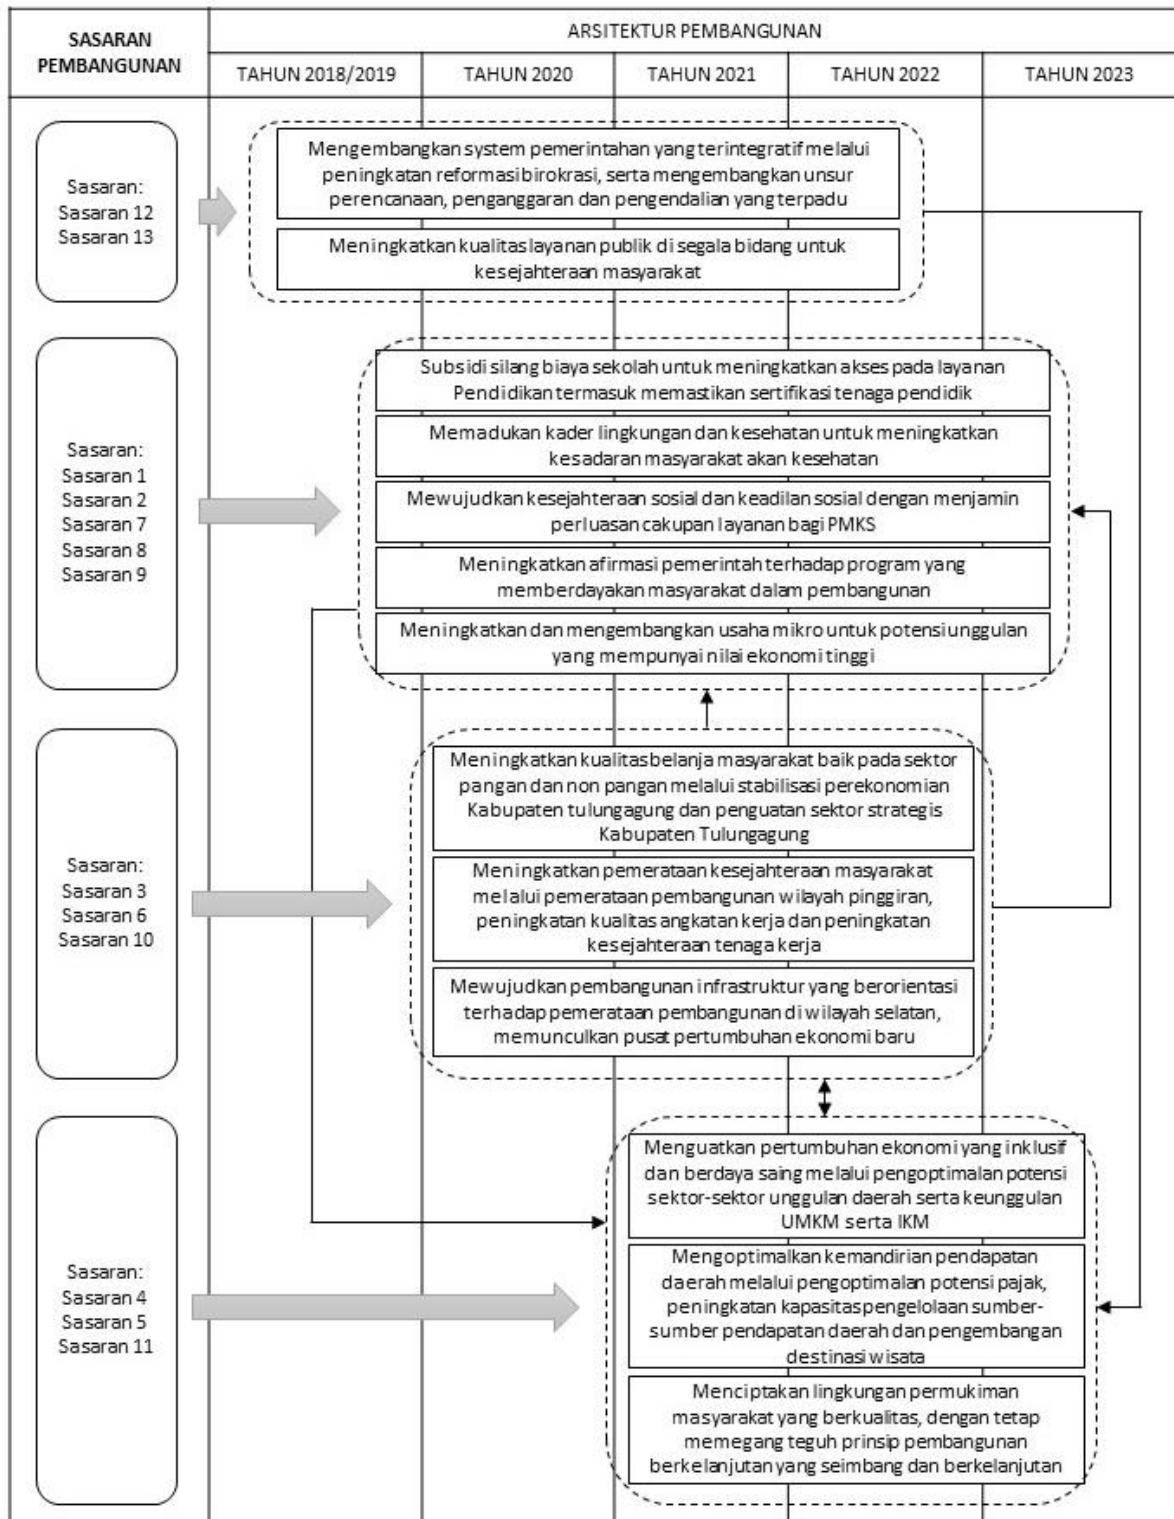 SASARAN
PEMBANGUNAN
ARSITEKTUR PEMBANGUNAN
TAHUN 2018/2019
TAHUN 2020
TAHUN 2021
TAHUN 2022
TAHUN 2023
Sasaran:
Sasaran 12
Sasaran 13
Mengembangkan system pemerintahan yang terintegratif melalui
peningkatan reformasi birokrasi, serta mengembangkan unsur
perencanaan, penganggaran dan pengendalian yang terpadu
Meningkatkan kualitas layanan publik di segala bidang untuk
kesejahteraan masyarakat
Sasaran:
Sasaran 1
Sasaran 2
Sasaran 7
Sasaran 8
Sasaran 9
Subsidi silang biaya sekolah untuk meningkatkan akses pada layanan
Pendidikan termasuk memastikan sertifikasi tenaga pendidik
Memadukan kader lingkungan dan kesehatan untuk meningkatkan
kesadaran masyarakat akan kesehatan
Mewujudkan kesejahteraan sosial dan keadilan sosial dengan menjamin
perluasan cakupan layanan bagi PMKS
Meningkatkan afirmasi pemerintah terhadap program yang
memberdayakan masyarakat dalam pembangunan
Meningkatkan dan mengembangkan usaha mikro untuk potensi unggulan
yang mempunyai nilai ekonomi tinggi
Sasaran:
Sasaran 3
Sasaran 6
Sasaran 10
Meningkatkan kualitas belanja masyarakat baik pada sektor
pangan dan non pangan melalui stabilisasi perekonomian
Kabupaten tulungagung dan penguatan sektor strategis
Kabupaten Tulungagung
Meningkatkan pemerataan kesejahteraan masyarakat
melalui pemerataan pembangunan wilayah pinggiran,
peningkatan kualitas angkatan kerja dan peningkatan
kesejahteraan tenaga kerja
Mewujudkan pembangunan infrastruktur yang berorientasi
terhadap pemerataan pembangunan di wilayah selatan,
memunculkan pusat pertumbuhan ekonomi baru
Sasaran:
Sasaran 4
Sasaran 5
Sasaran 11
Menguatkan pertumbuhan ekonomi yang inklusif
dan berdaya saing melalui pengoptimalan potensi
sektor-sektor unggulan daerah serta keunggulan
UMKM serta IKM
Mengoptimalkan kemandirian pendapatan
daerah melalui pengoptimalan potensi pajak,
peningkatan kapasitas pengelolaan sumber-
sumber pendapatan daerah dan pengembangan
destinasi wisata
Menciptakan lingkungan permukiman
masyarakat yang berkualitas, dengan tetap
memegang teguh prinsip pembangunan
berkelanjutan yang seimbang dan berkelanjutan